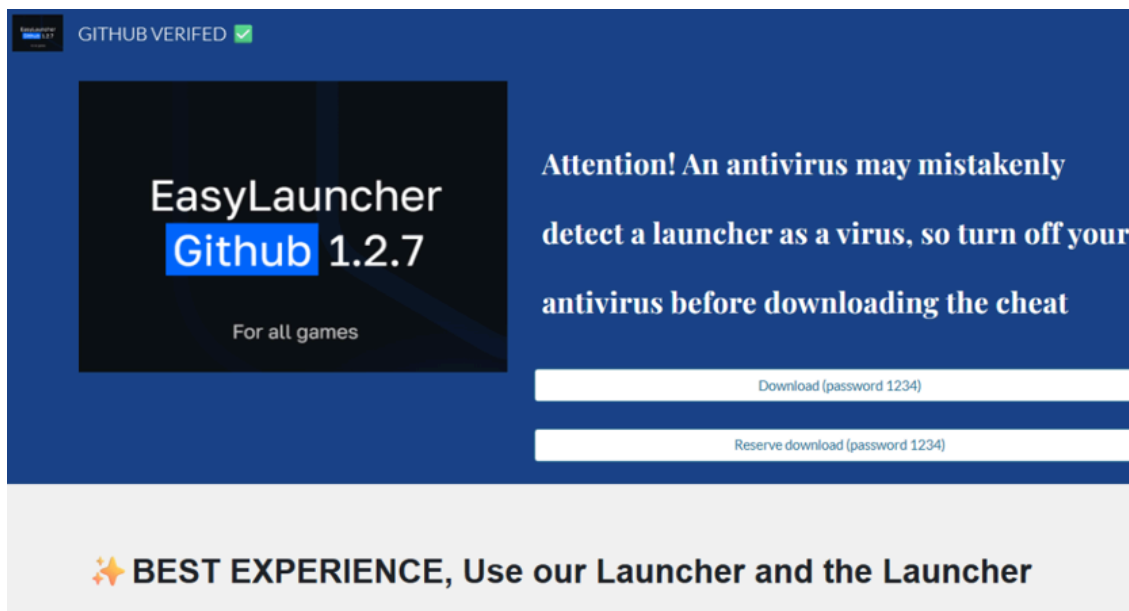 GITHUB VERIFED ✅
EasyLauncher
Github 1.2.7
For all games
Attention! An antivirus may mistakenly
detect a launcher as a virus, so turn off your
antivirus before downloading the cheat
Download (password 1234)
Reserve download (password 1234)
✨ BEST EXPERIENCE, Use our Launcher and the Launcher